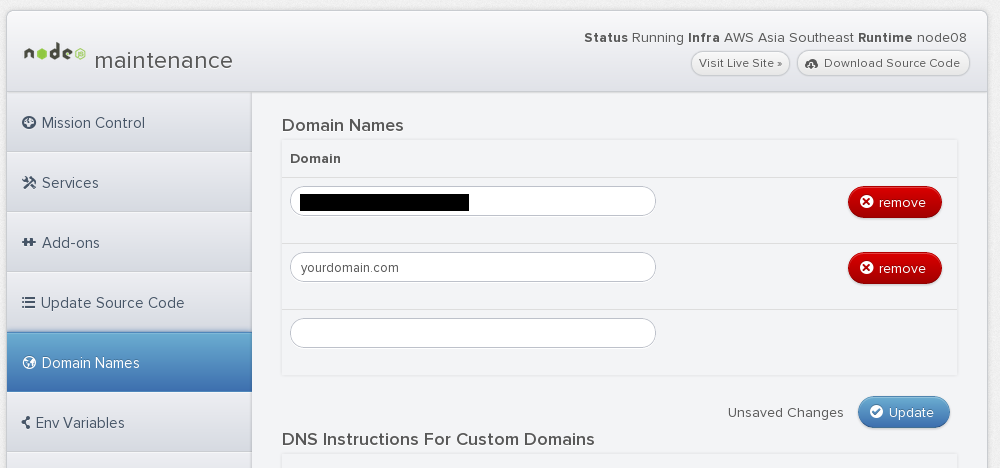 Status Running Infra AWS Asia Southeast Runtime node08
node JS maintenance
Visit Live Site »
Download Source Code
Mission Control
Services
Add-ons
Update Source Code
Domain Names
Env Variables
Domain Names
Domain
remove
yourdomain.com
remove
Unsaved Changes
Update
DNS Instructions For Custom Domains